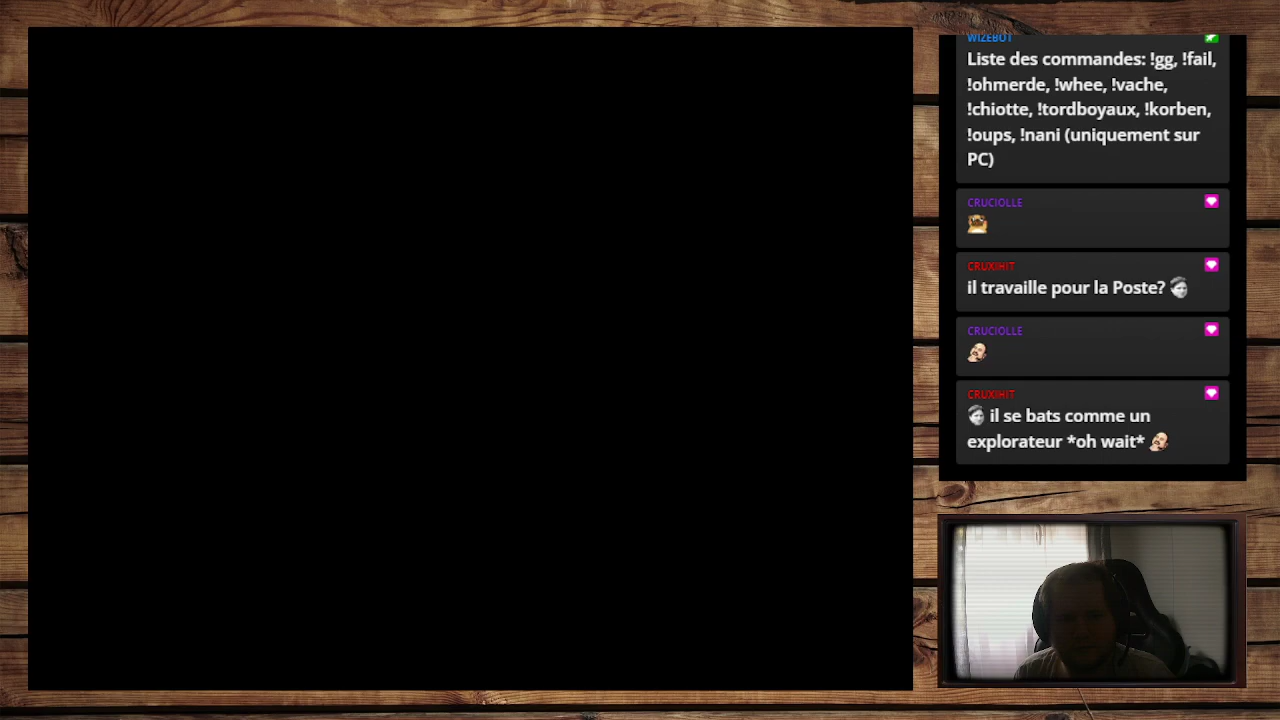 WIZEBOT
Liste des commandes: !gg, !fail,
!ohmerde, !whee, !vache,
!chiotte, !tordboyaux, !korben,
!oups, !nani (uniquement sur
PC)
CRUCIOLLE
CRUXIHIT
il travaille pour la Poste?
CRUCIOLLE
CRUXIHIT
il se bats comme un
explorateur *oh wait*